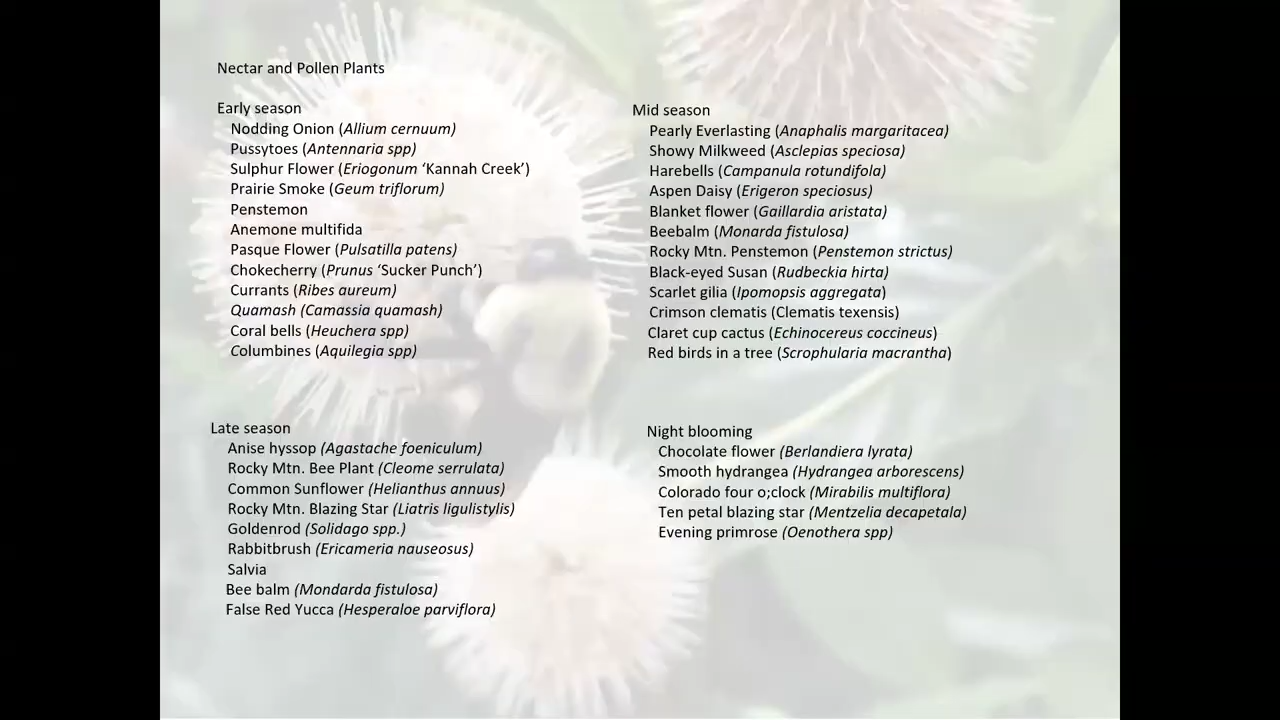 Nectar and Pollen Plants
Early season
Nodding Onion (Allium cernuum)
Pussytoes (Antennaria spp)
Sulphur Flower (Eriogonum ‘Kannah Creek’)
Prairie Smoke (Geum triflorum)
Penstemon
Anemone multifida
Pasque Flower (Pulsatilla patens)
Chokecherry (Prunus ‘Sucker Punch’)
Currants (Ribes aureum)
Quamash (Camassia quamash)
Coral bells (Heuchera spp)
Columbines (Aquilegia spp)
Mid season
Pearly Everlasting (Anaphalis margaritacea)
Showy Milkweed (Asclepias speciosa)
Harebells (Campanula rotundifola)
Aspen Daisy (Erigeron speciosus)
Blanket flower (Gaillardia aristata)
Beebalm (Monarda fistulosa)
Rocky Mtn. Penstemon (Penstemon strictus)
Black-eyed Susan (Rudbeckia hirta)
Scarlet gilia (Ipomopsis aggregata)
Crimson clematis (Clematis texensis)
Claret cup cactus (Echinocereus coccineus)
Red birds in a tree (Scrophularia macrantha)
Late season
Anise hyssop (Agastache foeniculum)
Rocky Mtn. Bee Plant (Cleome serrulata)
Common Sunflower (Helianthus annuus)
Rocky Mtn. Blazing Star (Liatris ligulistylis)
Goldenrod (Solidago spp.)
Rabbitbrush (Ericameria nauseosus)
Salvia
Bee balm (Mondarda fistulosa)
False Red Yucca (Hesperaloe parviflora)
Night blooming
Chocolate flower (Berlandiera lyrata)
Smooth hydrangea (Hydrangea arborescens)
Colorado four o;clock (Mirabilis multiflora)
Ten petal blazing star (Mentzelia decapetala)
Evening primrose (Oenothera spp)